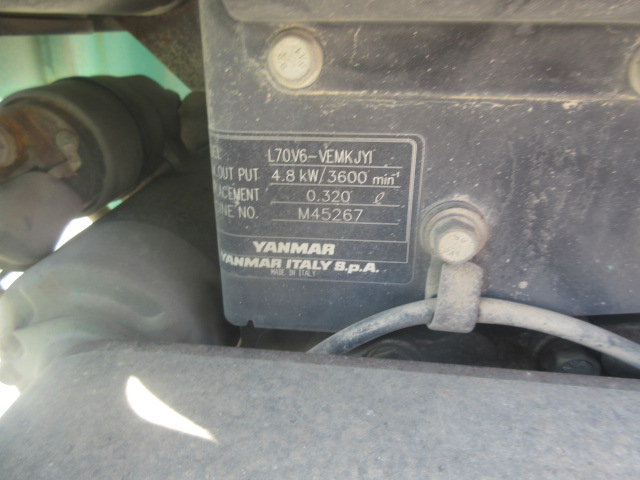 L70V6-VEMKJYI
OUT PUT 4.8 kW/3600 min⁻¹
ACEMENT 0.320 ℓ
NE NO. M45267
YANMAR
YANMAR ITALY S.p.A.
MADE IN ITALY